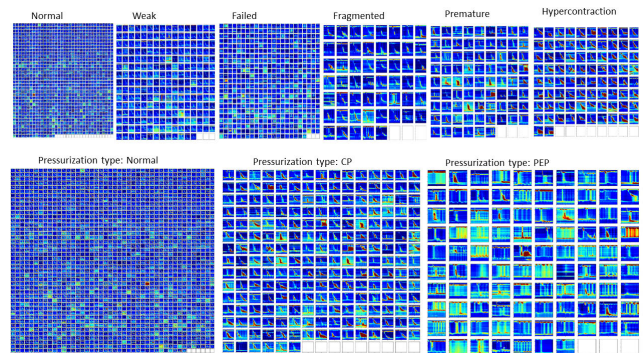 Normal
Weak
Failed
Fragmented
Premature
Hypercontraction
Pressurization type: Normal
Pressurization type: CP
Pressurization type: PEP